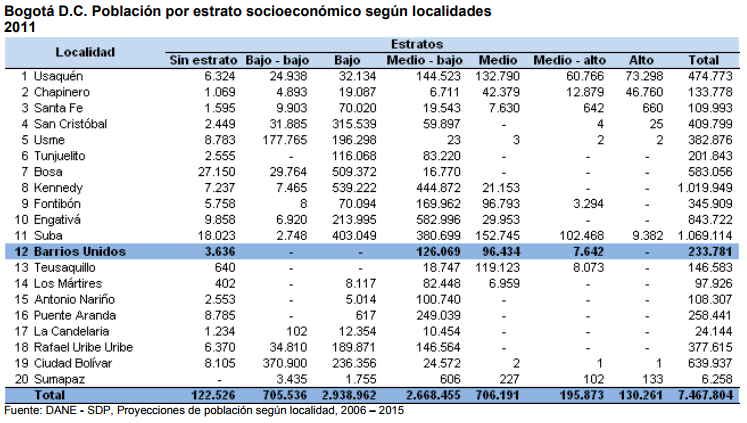 Bogotá D.C. Población por estrato socioeconómico según localidades
2011
Localidad Estratos
Sin estrato Bajo - bajo Bajo Medio - bajo Medio Medio - alto Alto Total
1 Usaquén 6.324 24.938 32.134 144.523 132.790 60.766 73.298 474.773
2 Chapinero 1.069 4.893 19.087 6.711 42.379 12.879 46.760 133.778
3 Santa Fe 1.595 9.903 70.020 19.543 7.630 642 660 109.993
4 San Cristóbal 2.449 31.885 315.539 59.897 - 4 25 409.799
5 Usme 8.783 177.765 196.298 23 3 2 2 382.876
6 Tunjuelito 2.555 - 116.068 83.220 - - - 201.843
7 Bosa 27.150 29.764 509.372 16.770 - - - 583.056
8 Kennedy 7.237 7.465 539.222 444.872 21.153 - - 1.019.949
9 Fontibón 5.758 8 70.094 169.962 96.793 3.294 - 345.909
10 Engativá 9.858 6.920 213.995 582.996 29.953 - - 843.722
11 Suba 18.023 2.748 403.049 380.699 152.745 102.468 9.382 1.069.114
12 Barrios Unidos 3.636 - - 126.069 96.434 7.642 - 233.781
13 Teusaquillo 640 - - 18.747 119.123 8.073 - 146.583
14 Los Mártires 402 - 8.117 82.448 6.959 - - 97.926
15 Antonio Nariño 2.553 - 5.014 100.740 - - - 108.307
16 Puente Aranda 8.785 - 617 249.039 - - - 258.441
17 La Candelaria 1.234 102 12.354 10.454 - - - 24.144
18 Rafael Uribe Uribe 6.370 34.810 189.871 146.564 - - - 377.615
19 Ciudad Bolívar 8.105 370.900 236.356 24.572 2 1 1 639.937
20 Sumapaz - 3.435 1.755 606 227 102 133 6.258
Total 122.526 705.536 2.938.962 2.668.455 706.191 195.873 130.261 7.467.804
Fuente: DANE - SDP, Proyecciones de población según localidad, 2006 – 2015